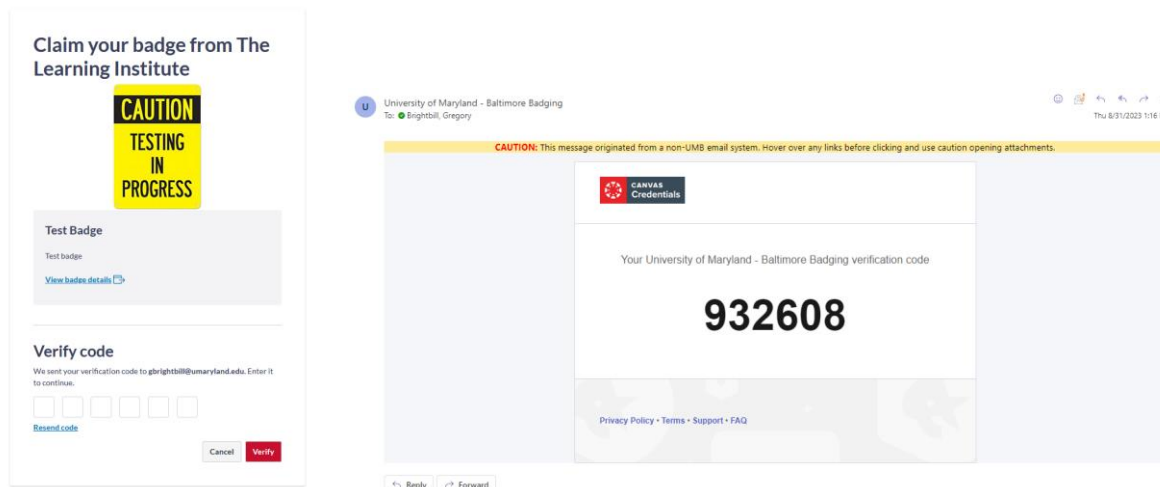 Claim your badge from The
Learning Institute
CAUTION
TESTING
IN
PROGRESS
Test Badge
Test badge
View badge details
Verify code
We sent your verification code to gbrightbill@umaryland.edu. Enter it
to continue.
Resend code
Cancel Verify
U
University of Maryland - Baltimore Badging
To: Brightbill, Gregory
Thu 8/31/2023 1:16
CAUTION: This message originated from a non-UMB email system. Hover over any links before clicking and use caution opening attachments.
CANVAS
Credentials
Your University of Maryland - Baltimore Badging verification code
932608
Privacy Policy • Terms • Support • FAQ
Reply Forward